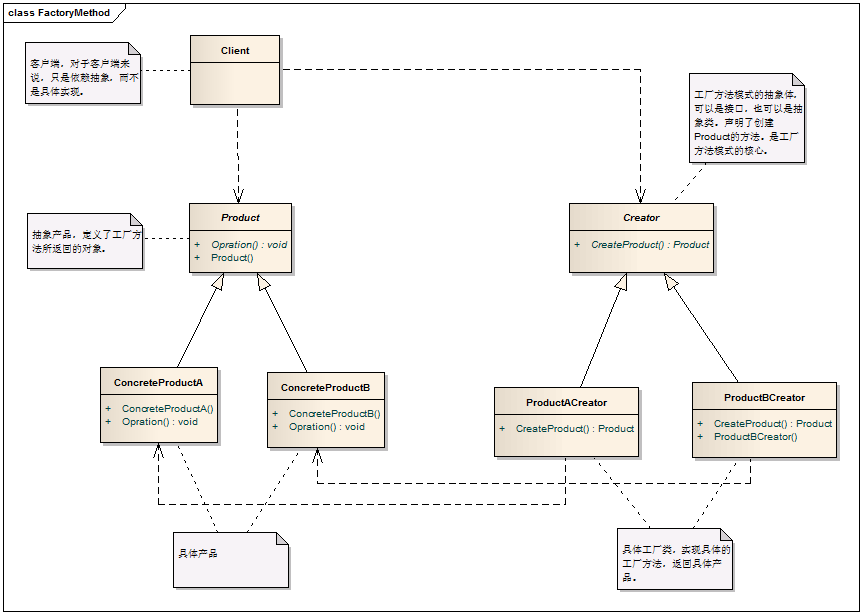 class FactoryMethod
客户端，对于客户端来
说，只是依赖抽象，而不
是具体实现。
Client
工厂方法模式的抽象体，
可以是接口，也可以是抽
象类。声明了创建
Product的方法。是工厂
方法模式的核心。
抽象产品，定义了工厂方
法所返回的对象。
Product
+ Opration() : void
+ Product()
Creator
+ CreateProduct() : Product
ConcreteProductA
+ ConcreteProductA()
+ Opration() : void
ConcreteProductB
+ ConcreteProductB()
+ Opration() : void
ProductACreator
+ CreateProduct() : Product
ProductBCreator
+ CreateProduct() : Product
+ ProductBCreator()
具体产品
具体工厂类，实现具体的
工厂方法，返回具体产
品。